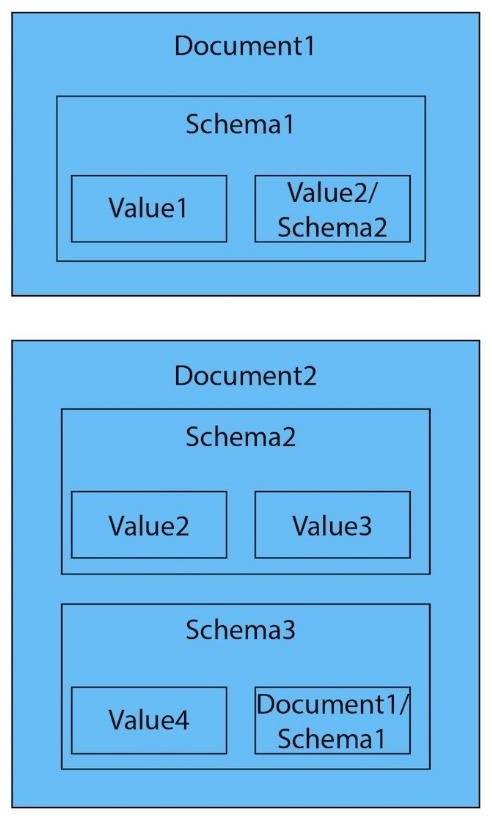 Document1
Schema1
Value1
Value2/
Schema2
Document2
Schema2
Value2
Value3
Schema3
Value4
Document1/
Schema1